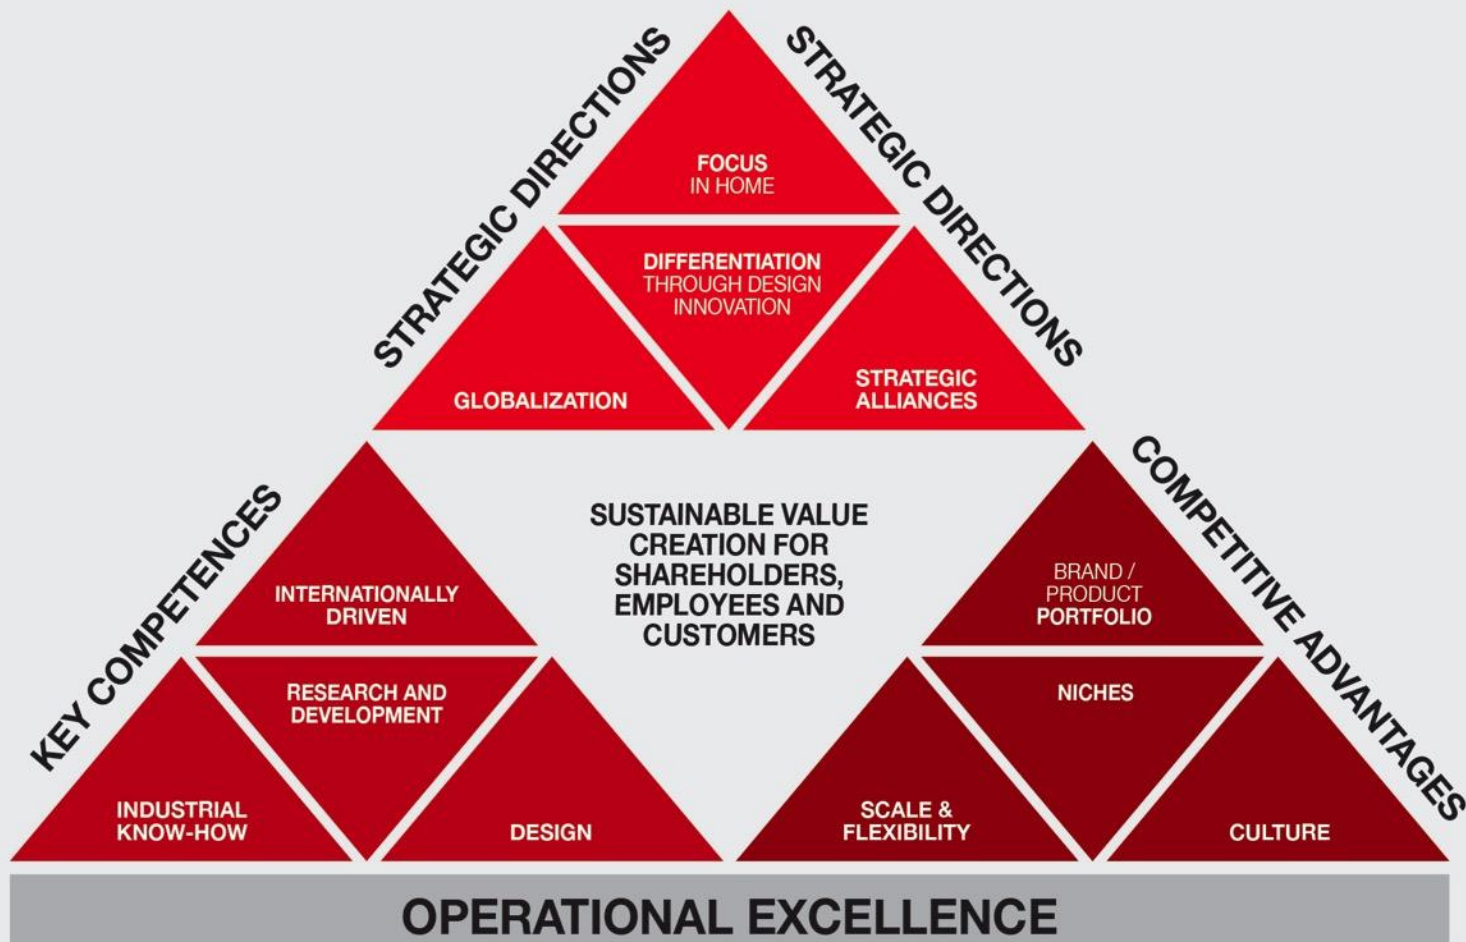 STRATEGIC DIRECTIONS
STRATEGIC DIRECTIONS
FOCUS
IN HOME
DIFFERENTIATION
THROUGH DESIGN
INNOVATION
GLOBALIZATION
STRATEGIC
ALLIANCES
KEY COMPETENCES
INTERNATIONALLY
DRIVEN
RESEARCH AND
DEVELOPMENT
INDUSTRIAL
KNOW-HOW
DESIGN
SUSTAINABLE VALUE
CREATION FOR
SHAREHOLDERS,
EMPLOYEES AND
CUSTOMERS
COMPETITIVE ADVANTAGES
BRAND /
PRODUCT
PORTFOLIO
NICHES
SCALE &
FLEXIBILITY
CULTURE
OPERATIONAL EXCELLENCE